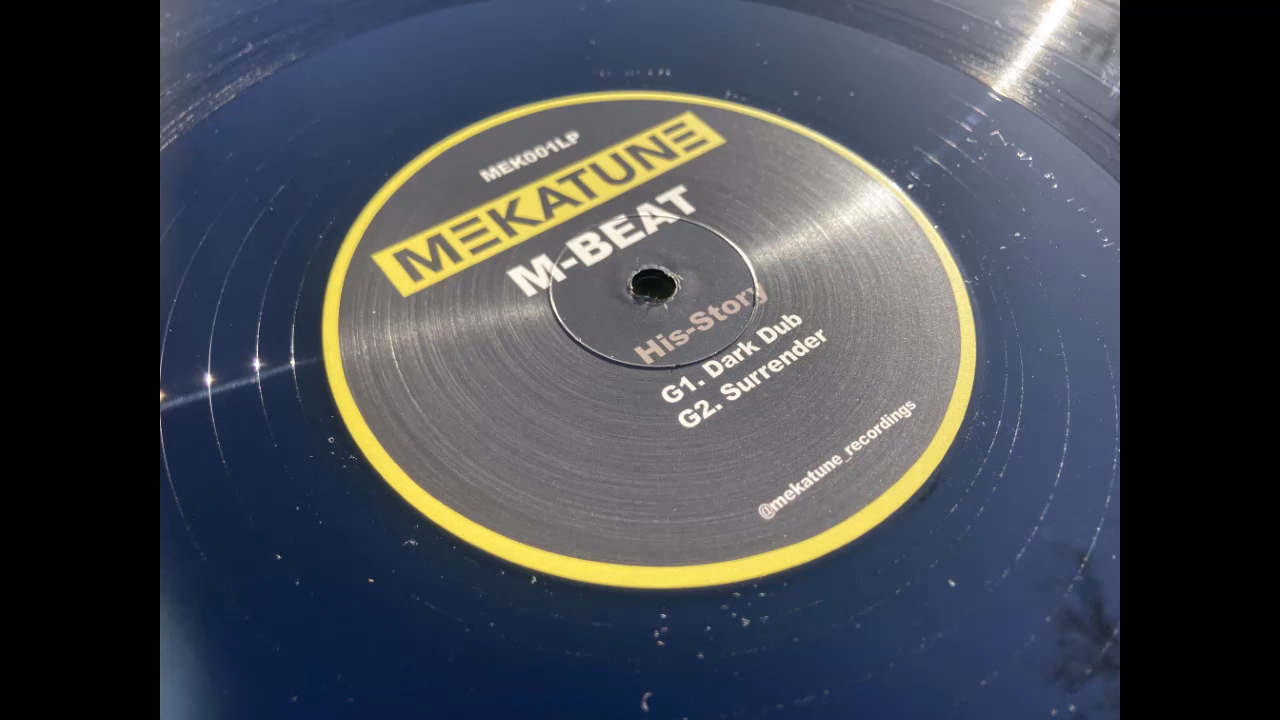 MEK001LP
MEKATUNE
M-BEAT
His-Story
G1. Dark Dub
G2. Surrender
@mekatune_recordings